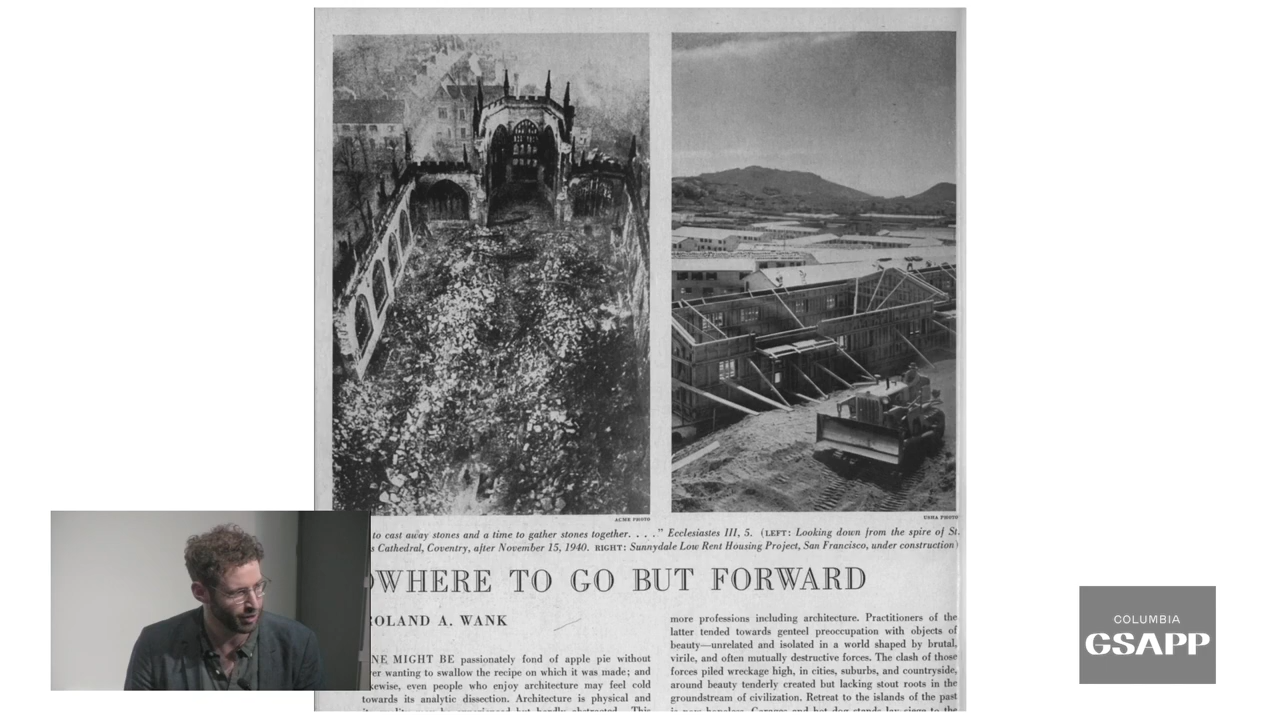 ACME PHOTO
USHA PHOTO
to cast away stones and a time to gather stones together. . . ." Ecclesiastes III, 5. (LEFT: Looking down from the spire of St.
s Cathedral, Coventry, after November 15, 1940. RIGHT: Sunnydale Low Rent Housing Project, San Francisco, under construction)
OWHERE TO GO BUT FORWARD
OLAND A. WANK
NE MIGHT BE passionately fond of apple pie without
er wanting to swallow the recipe on which it was made; and
kewise, even people who enjoy architecture may feel cold
towards its analytic dissection. Architecture is physical and
more professions including architecture. Practitioners of the
latter tended towards genteel preoccupation with objects of
beauty—unrelated and isolated in a world shaped by brutal,
virile, and often mutually destructive forces. The clash of those
forces piled wreckage high, in cities, suburbs, and countryside,
around beauty tenderly created but lacking stout roots in the
groundstream of civilization. Retreat to the islands of the past
COLUMBIA
GSAPP